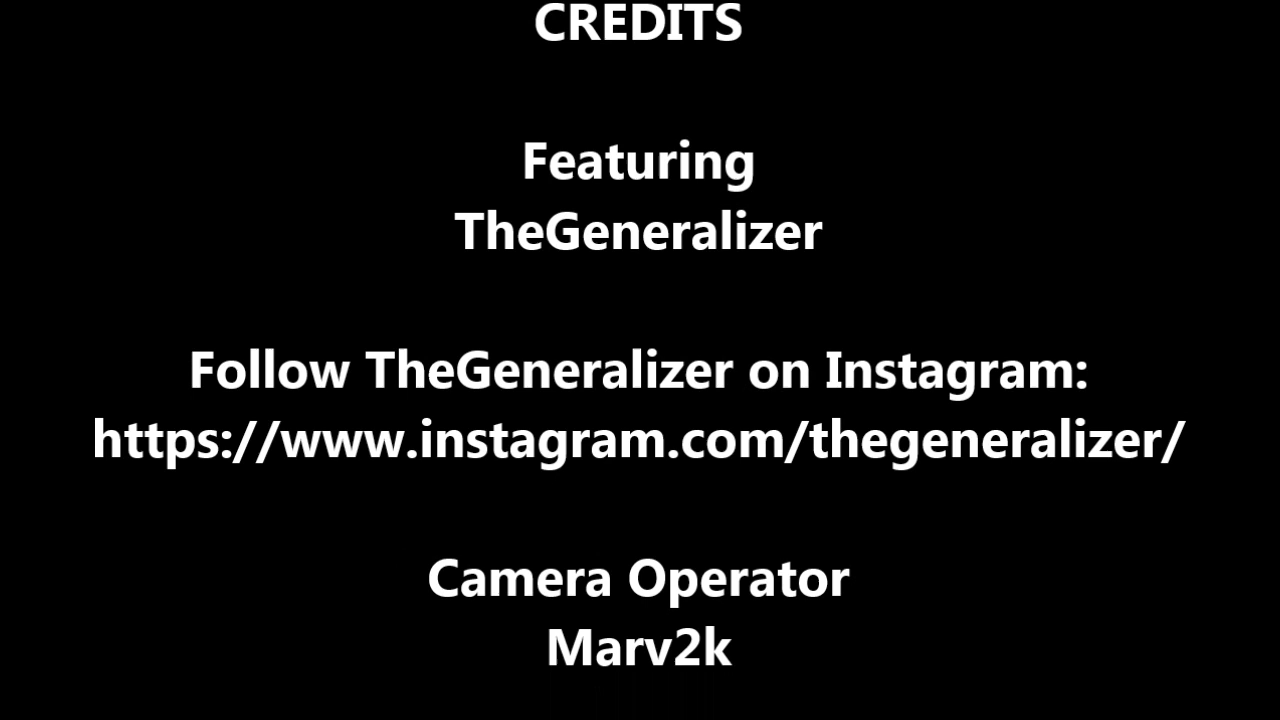 CREDITS
Featuring
TheGeneralizer
Follow TheGeneralizer on Instagram:
https://www.instagram.com/thegeneralizer/
Camera Operator
Marv2k